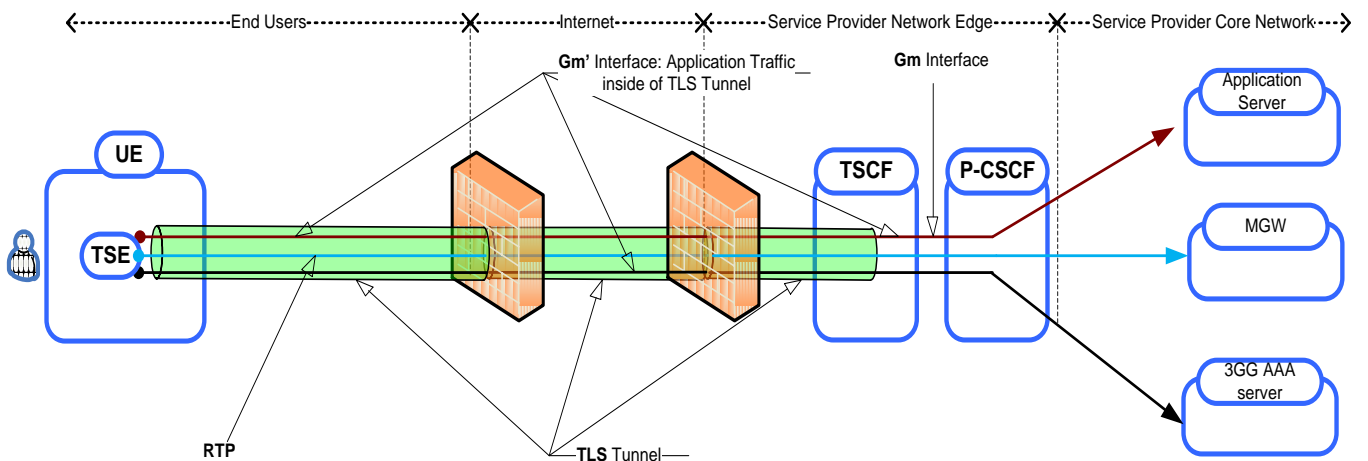 End Users
Internet
Service Provider Network Edge
Service Provider Core Network
Gm’ Interface: Application Traffic
inside of TLS Tunnel
Gm Interface
Application
Server
UE
TSCF
P-CSCF
TSE
MGW
3GG AAA
server
RTP
TLS Tunnel